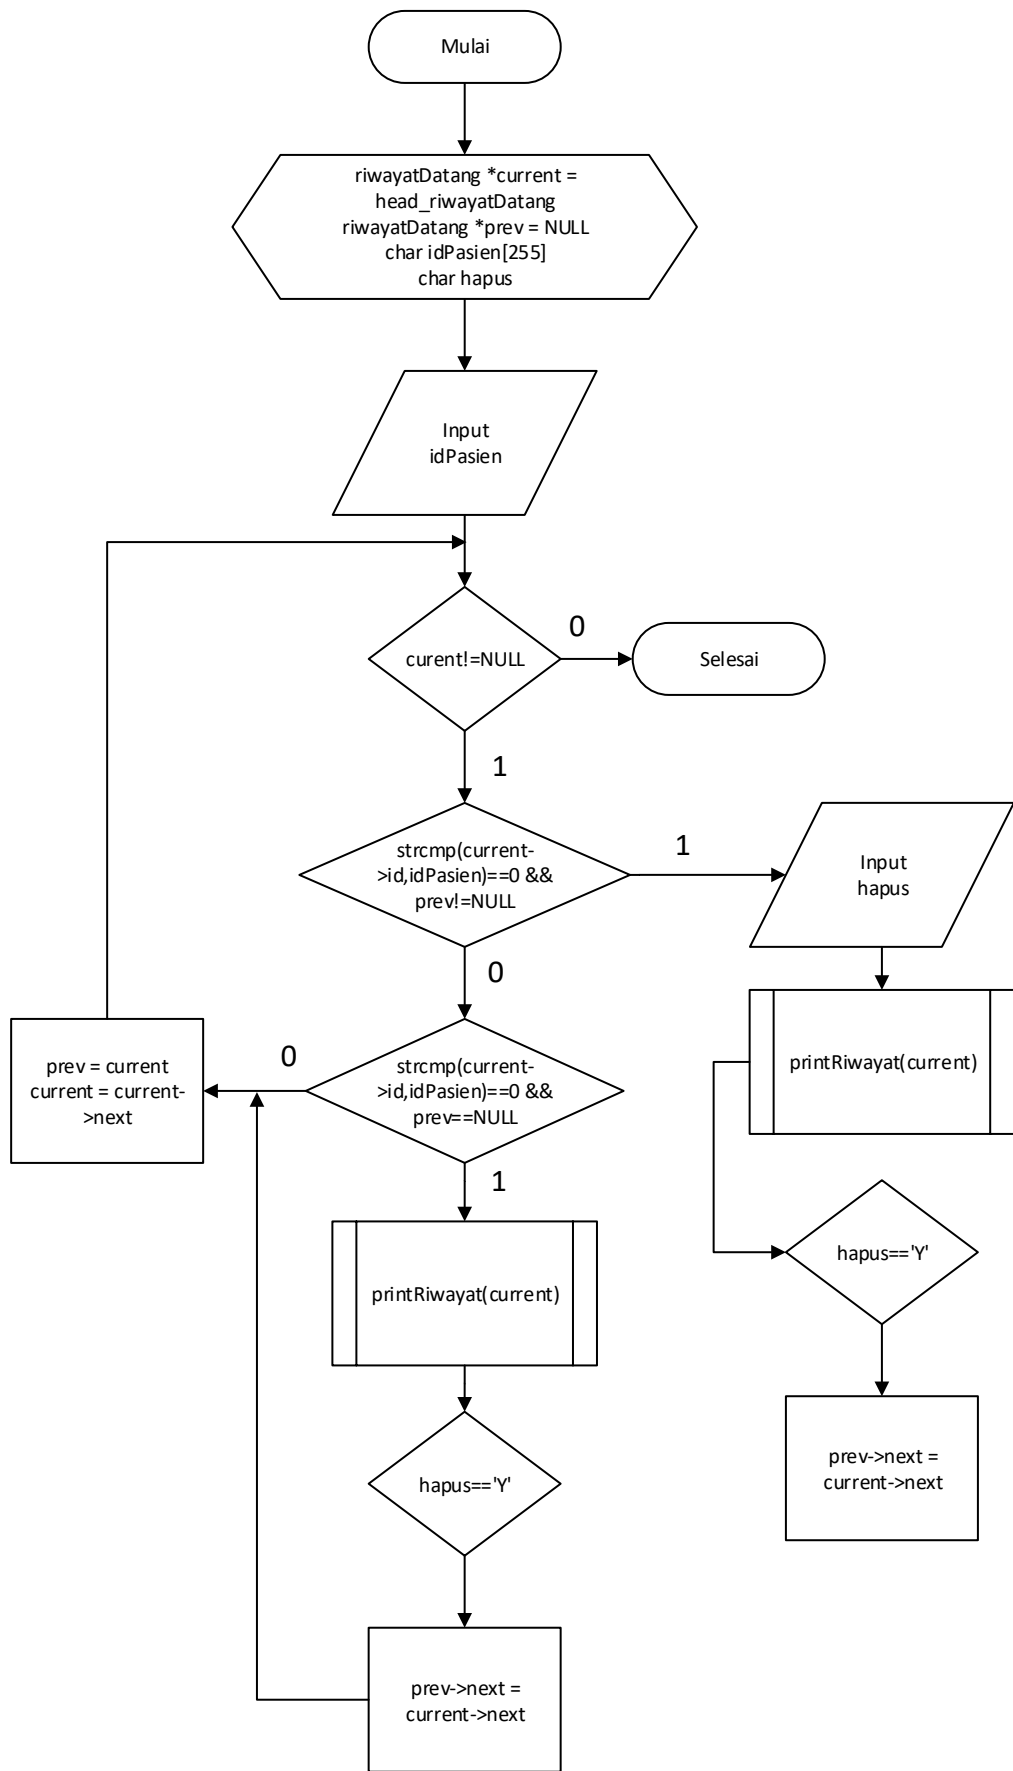 Mulai
riwayatDatang *current =
head_riwayatDatang
riwayatDatang *prev = NULL
char idPasien[255]
char hapus
Input
idPasien
curent!=NULL
0
Selesai
1
strcmp(current-
>id,idPasien)==0 &&
prev!=NULL
1
Input
hapus
0
printRiwayat(current)
strcmp(current-
>id,idPasien)==0 &&
prev==NULL
0
prev = current
current = current-
>next
1
printRiwayat(current)
hapus=='Y'
hapus=='Y'
prev->next =
current->next
prev->next =
current->next